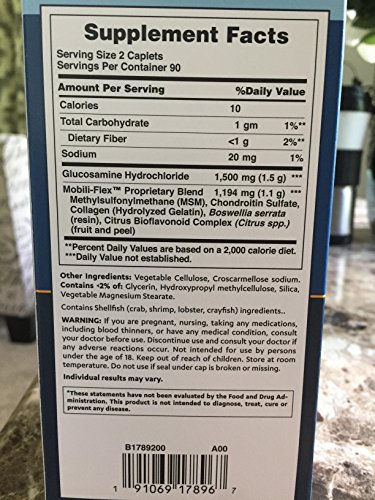 Supplement Facts
Serving Size 2 Caplets
Servings Per Container 90
Amount Per Serving %Daily Value
Calories 10
Total Carbohydrate 1 gm 1%**
Dietary Fiber <1 g 2%**
Sodium 20 mg 1%
Glucosamine Hydrochloride 1,500 mg (1.5 g) ***
Mobili-Flex™ Proprietary Blend 1,194 mg (1.1 g) ***
Methylsulfonylmethane (MSM), Chondroitin Sulfate,
Collagen (Hydrolyzed Gelatin), Boswellia serrata
(resin), Citrus Bioflavonoid Complex (Citrus spp.)
(fruit and peel)
**Percent Daily Values are based on a 2,000 calorie diet.
***Daily Value not established.
Other Ingredients: Vegetable Cellulose, Croscarmellose sodium.
Contains <2% of: Glycerin, Hydroxypropyl methylcellulose, Silica,
Vegetable Magnesium Stearate.
Contains Shellfish (crab, shrimp, lobster, crayfish) ingredients..
WARNING: If you are pregnant, nursing, taking any medications,
including blood thinners, or have any medical condition, consult
your doctor before use. Discontinue use and consult your doctor if
any adverse reactions occur. Not intended for use by persons
under the age of 18. Keep out of reach of children. Store at room
temperature. Do not use if seal under cap is broken or missing.
Individual results may vary.
*These statements have not been evaluated by the Food and Drug Ad-
ministration. This product is not intended to diagnose, treat, cure or
prevent any disease.
B1789200 A00
1 91069 17896 7